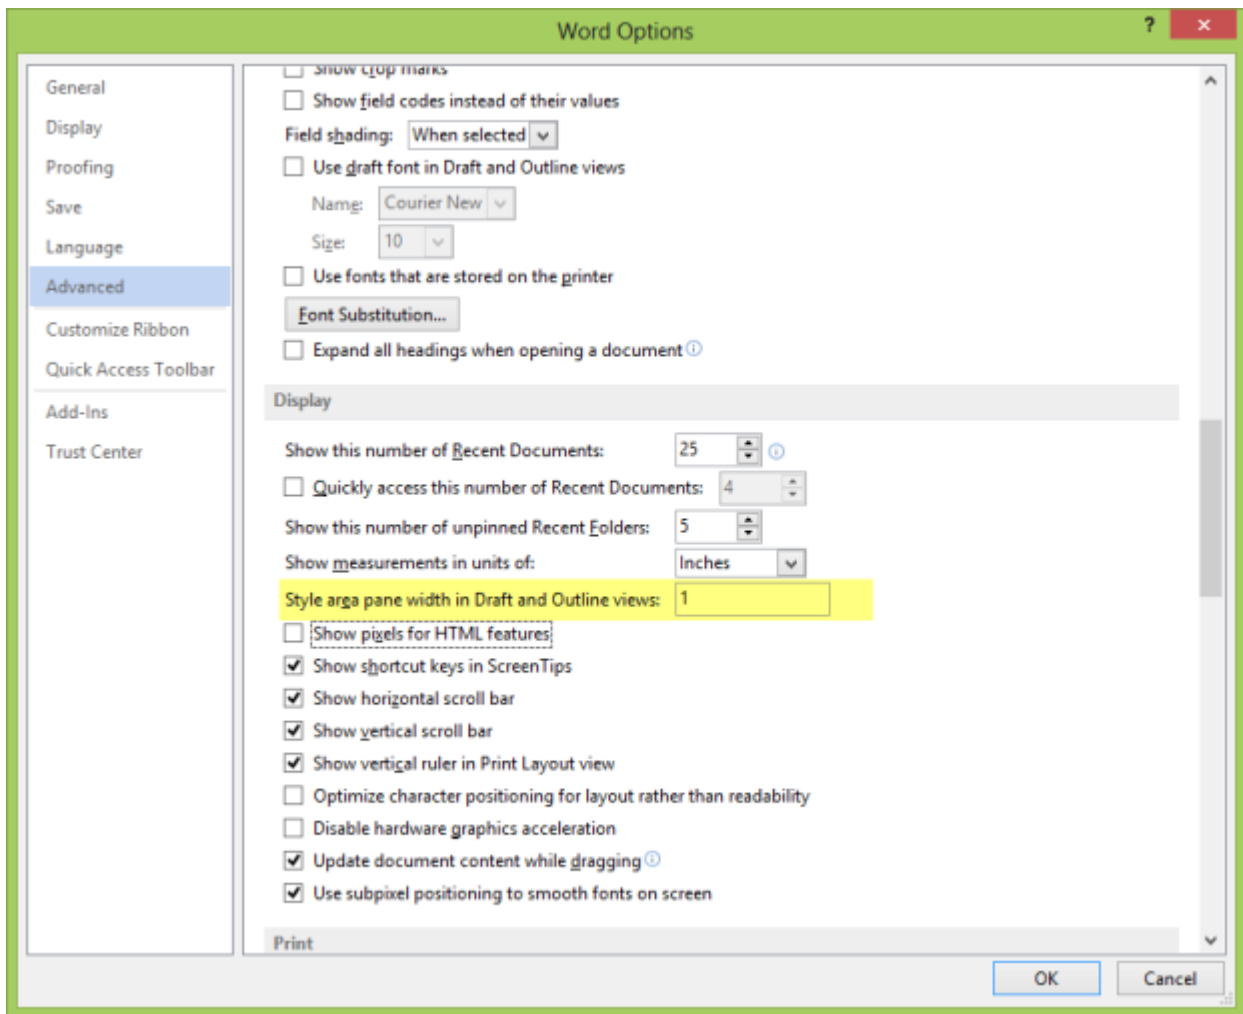 Word Options
?
General
Display
Proofing
Save
Language
Advanced
Customize Ribbon
Quick Access Toolbar
Add-Ins
Trust Center
Show crop marks
Show field codes instead of their values
Field shading: When selected
Use draft font in Draft and Outline views
Name: Courier New
Size: 10
Use fonts that are stored on the printer
Font Substitution...
Expand all headings when opening a document
Display
Show this number of Recent Documents: 25
Quickly access this number of Recent Documents: 4
Show this number of unpinned Recent Folders: 5
Show measurements in units of: Inches
Style area pane width in Draft and Outline views: 1
Show pixels for HTML features
Show shortcut keys in ScreenTips
Show horizontal scroll bar
Show vertical scroll bar
Show vertical ruler in Print Layout view
Optimize character positioning for layout rather than readability
Disable hardware graphics acceleration
Update document content while dragging
Use subpixel positioning to smooth fonts on screen
Print
OK Cancel